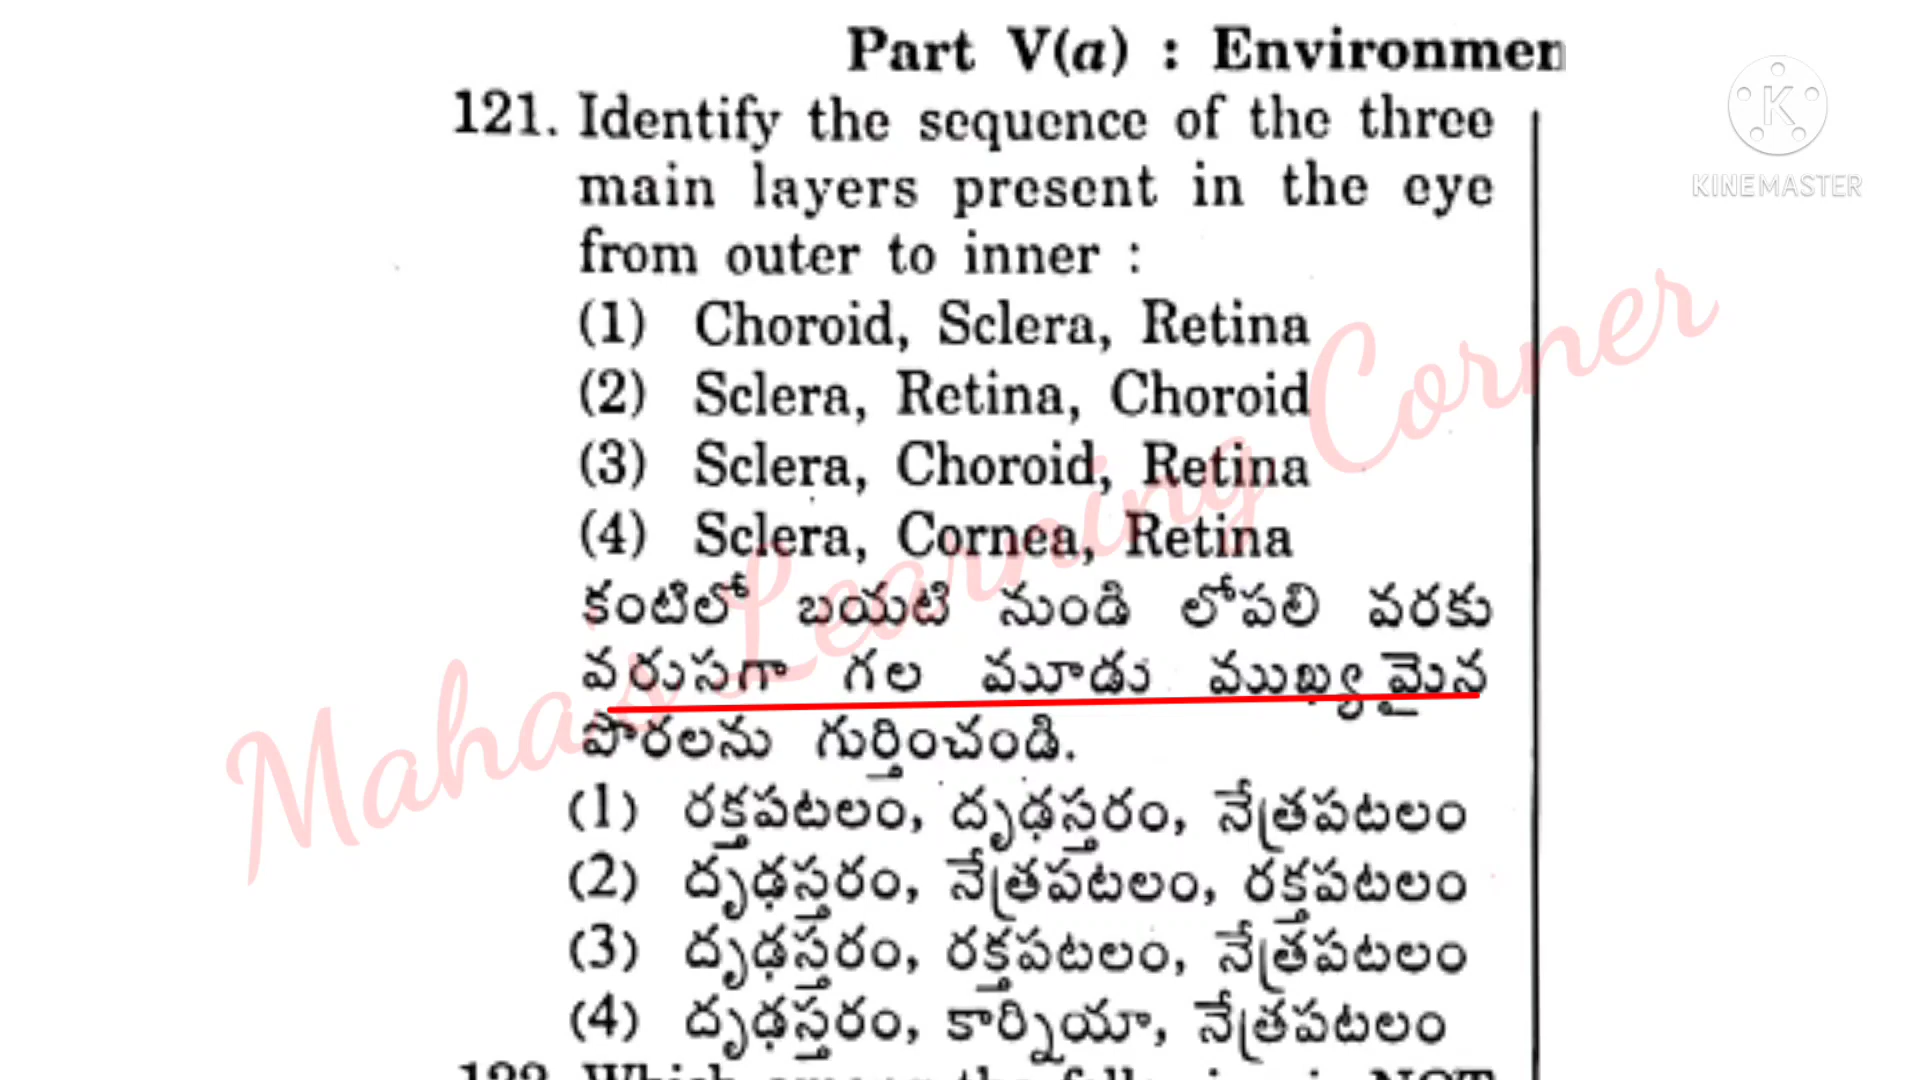 Part V(a) : Environmen
121. Identify the sequence of the three
main layers present in the eye
from outer to inner :
(1) Choroid, Sclera, Retina
(2) Sclera, Retina, Choroid
(3) Sclera, Choroid, Retina
(4) Sclera, Cornea, Retina
కంటిలో బయటి నుండి లోపలి వరకు
వరుసగా గల మూడు ముఖ్యమైన
పొరలను గుర్తించండి.
(1) రక్తపటలం, దృఢస్తరం, నేత్రపటలం
(2) దృఢస్తరం, నేత్రపటలం, రక్తపటలం
(3) దృఢస్తరం, రక్తపటలం, నేత్రపటలం
(4) దృఢస్తరం, కార్నియా, నేత్రపటలం
K
KINEMASTER
Maha's Learning Corner